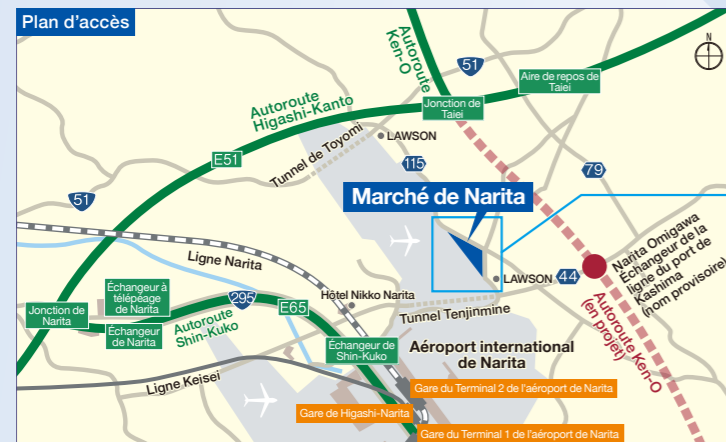 Plan d'accès
N
51
Autoroute
Ken-O
Aire de repos de
Taiei
Autoroute
Higashi-Kanto
Jonction de
Taiei
LAWSON
Tunnel de Toyomi
E51
115
79
51
Marché de Narita
Ligne Narita
LAWSON
44
Narita Omigawa
Échangeur de la
ligne du port de
Kashima
(nom provisoire)
Échangeur à
télépéage
de Narita
295
E65
Hôtel Nikko Narita
Tunnel Tenjinmine
Jonction de
Narita
Échangeur
de Narita
Autoroute
Shin-Kuko
Échangeur de
Shin-Kuko
Aéroport international
de Narita
Autoroute Ken-O
(en projet)
Ligne Keisei
Gare du Terminal 2 de l'aéroport de Narita
Gare de Higashi-Narita
Gare du Terminal 1 de l'aéroport de Narita